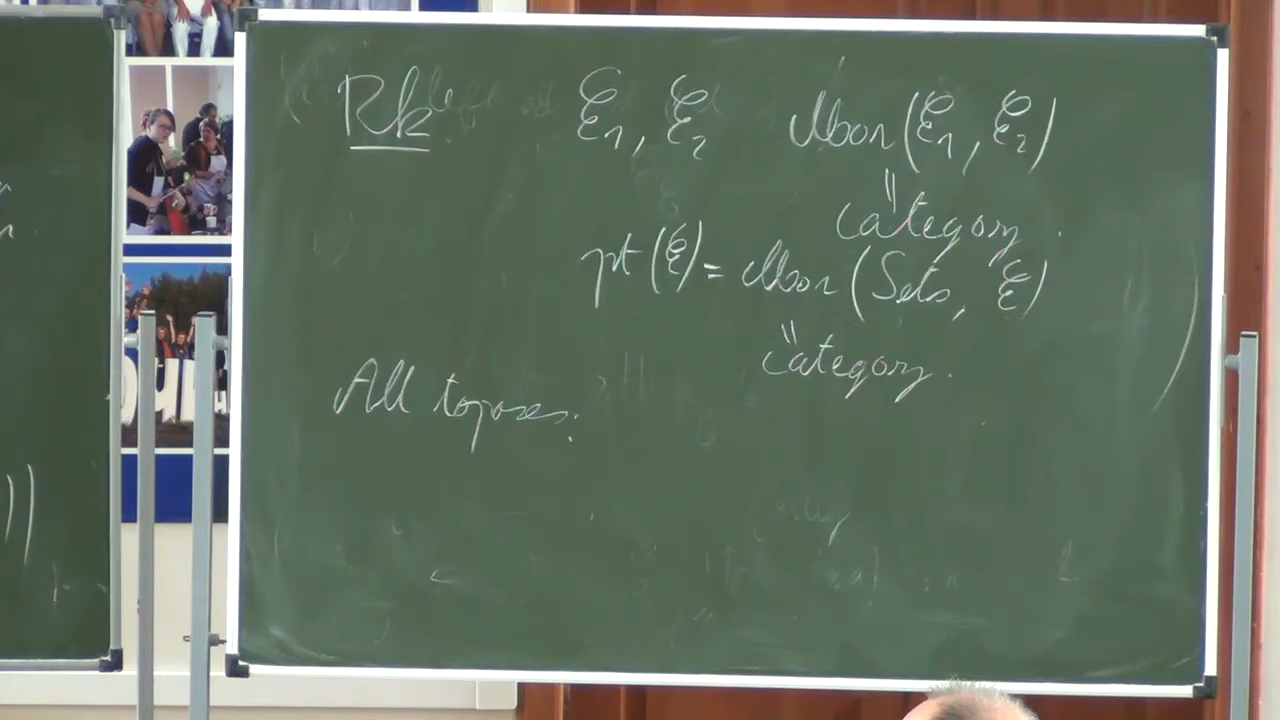 Rk ℰ₁, ℰ₂ Mor(ℰ₁, ℰ₂)
"
category.
pt(ℰ) = Mor(Sets, ℰ)
"
category. )
All toposes: